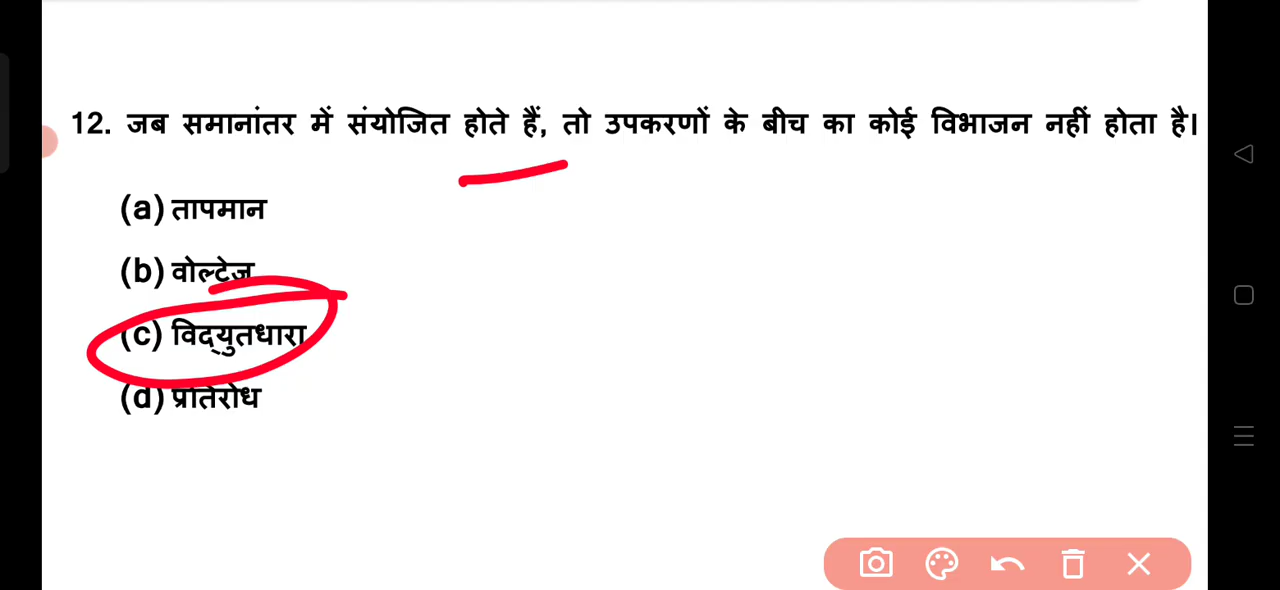 12. जब समानांतर में संयोजित होते हैं, तो उपकरणों के बीच का कोई विभाजन नहीं होता है।
(a) तापमान
(b) वोल्टेज
(c) विद्युतधारा
(d) प्रतिरोध